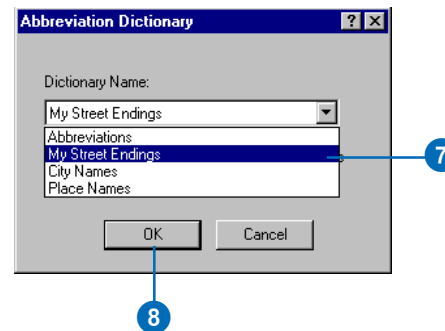 Abbreviation Dictionary ? X
Dictionary Name:
My Street Endings
Abbreviations
My Street Endings
City Names
Place Names
7
OK Cancel
8